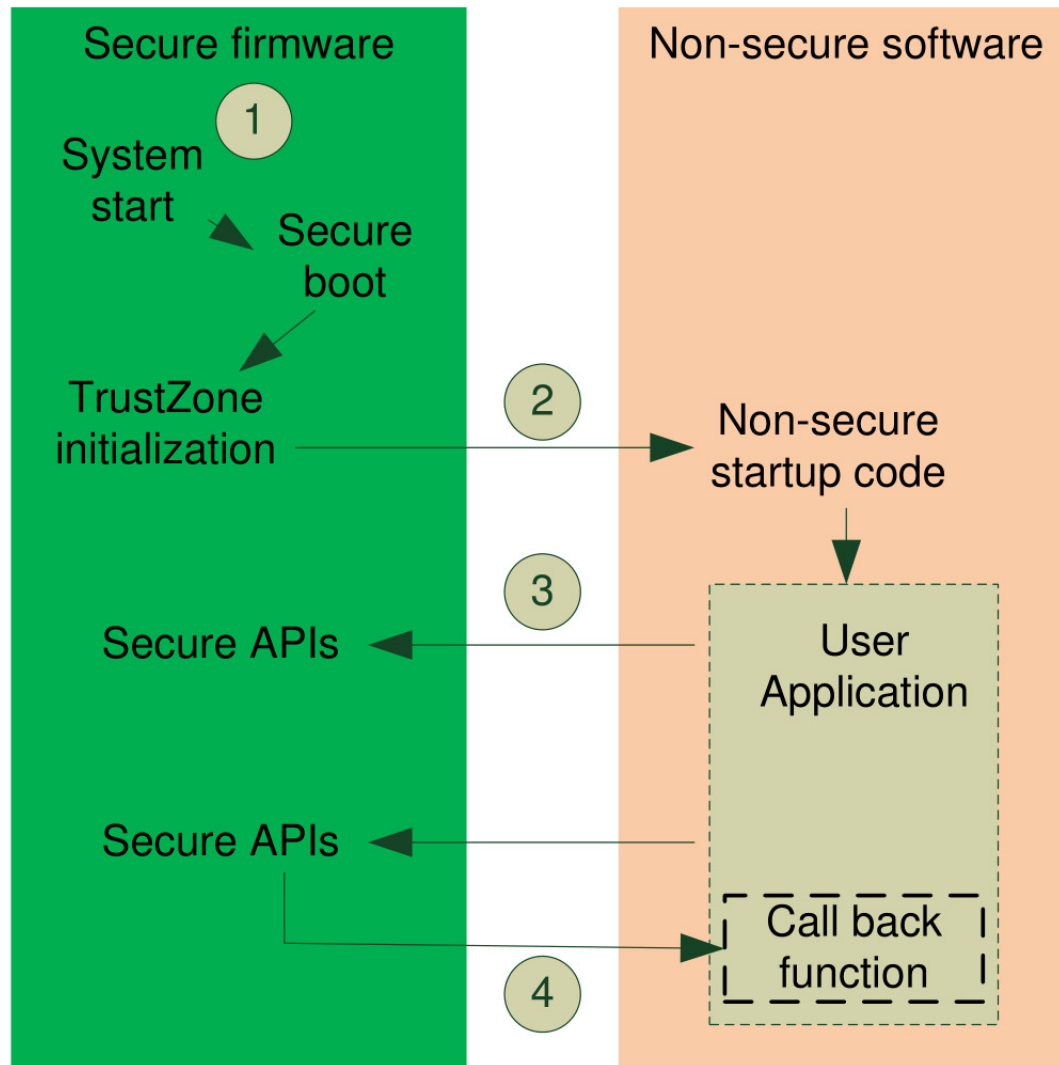 Secure firmware
Non-secure software
1
System
start
Secure
boot
TrustZone
initialization
2
Non-secure
startup code
3
Secure APIs
User
Application
Secure APIs
Call back
function
4